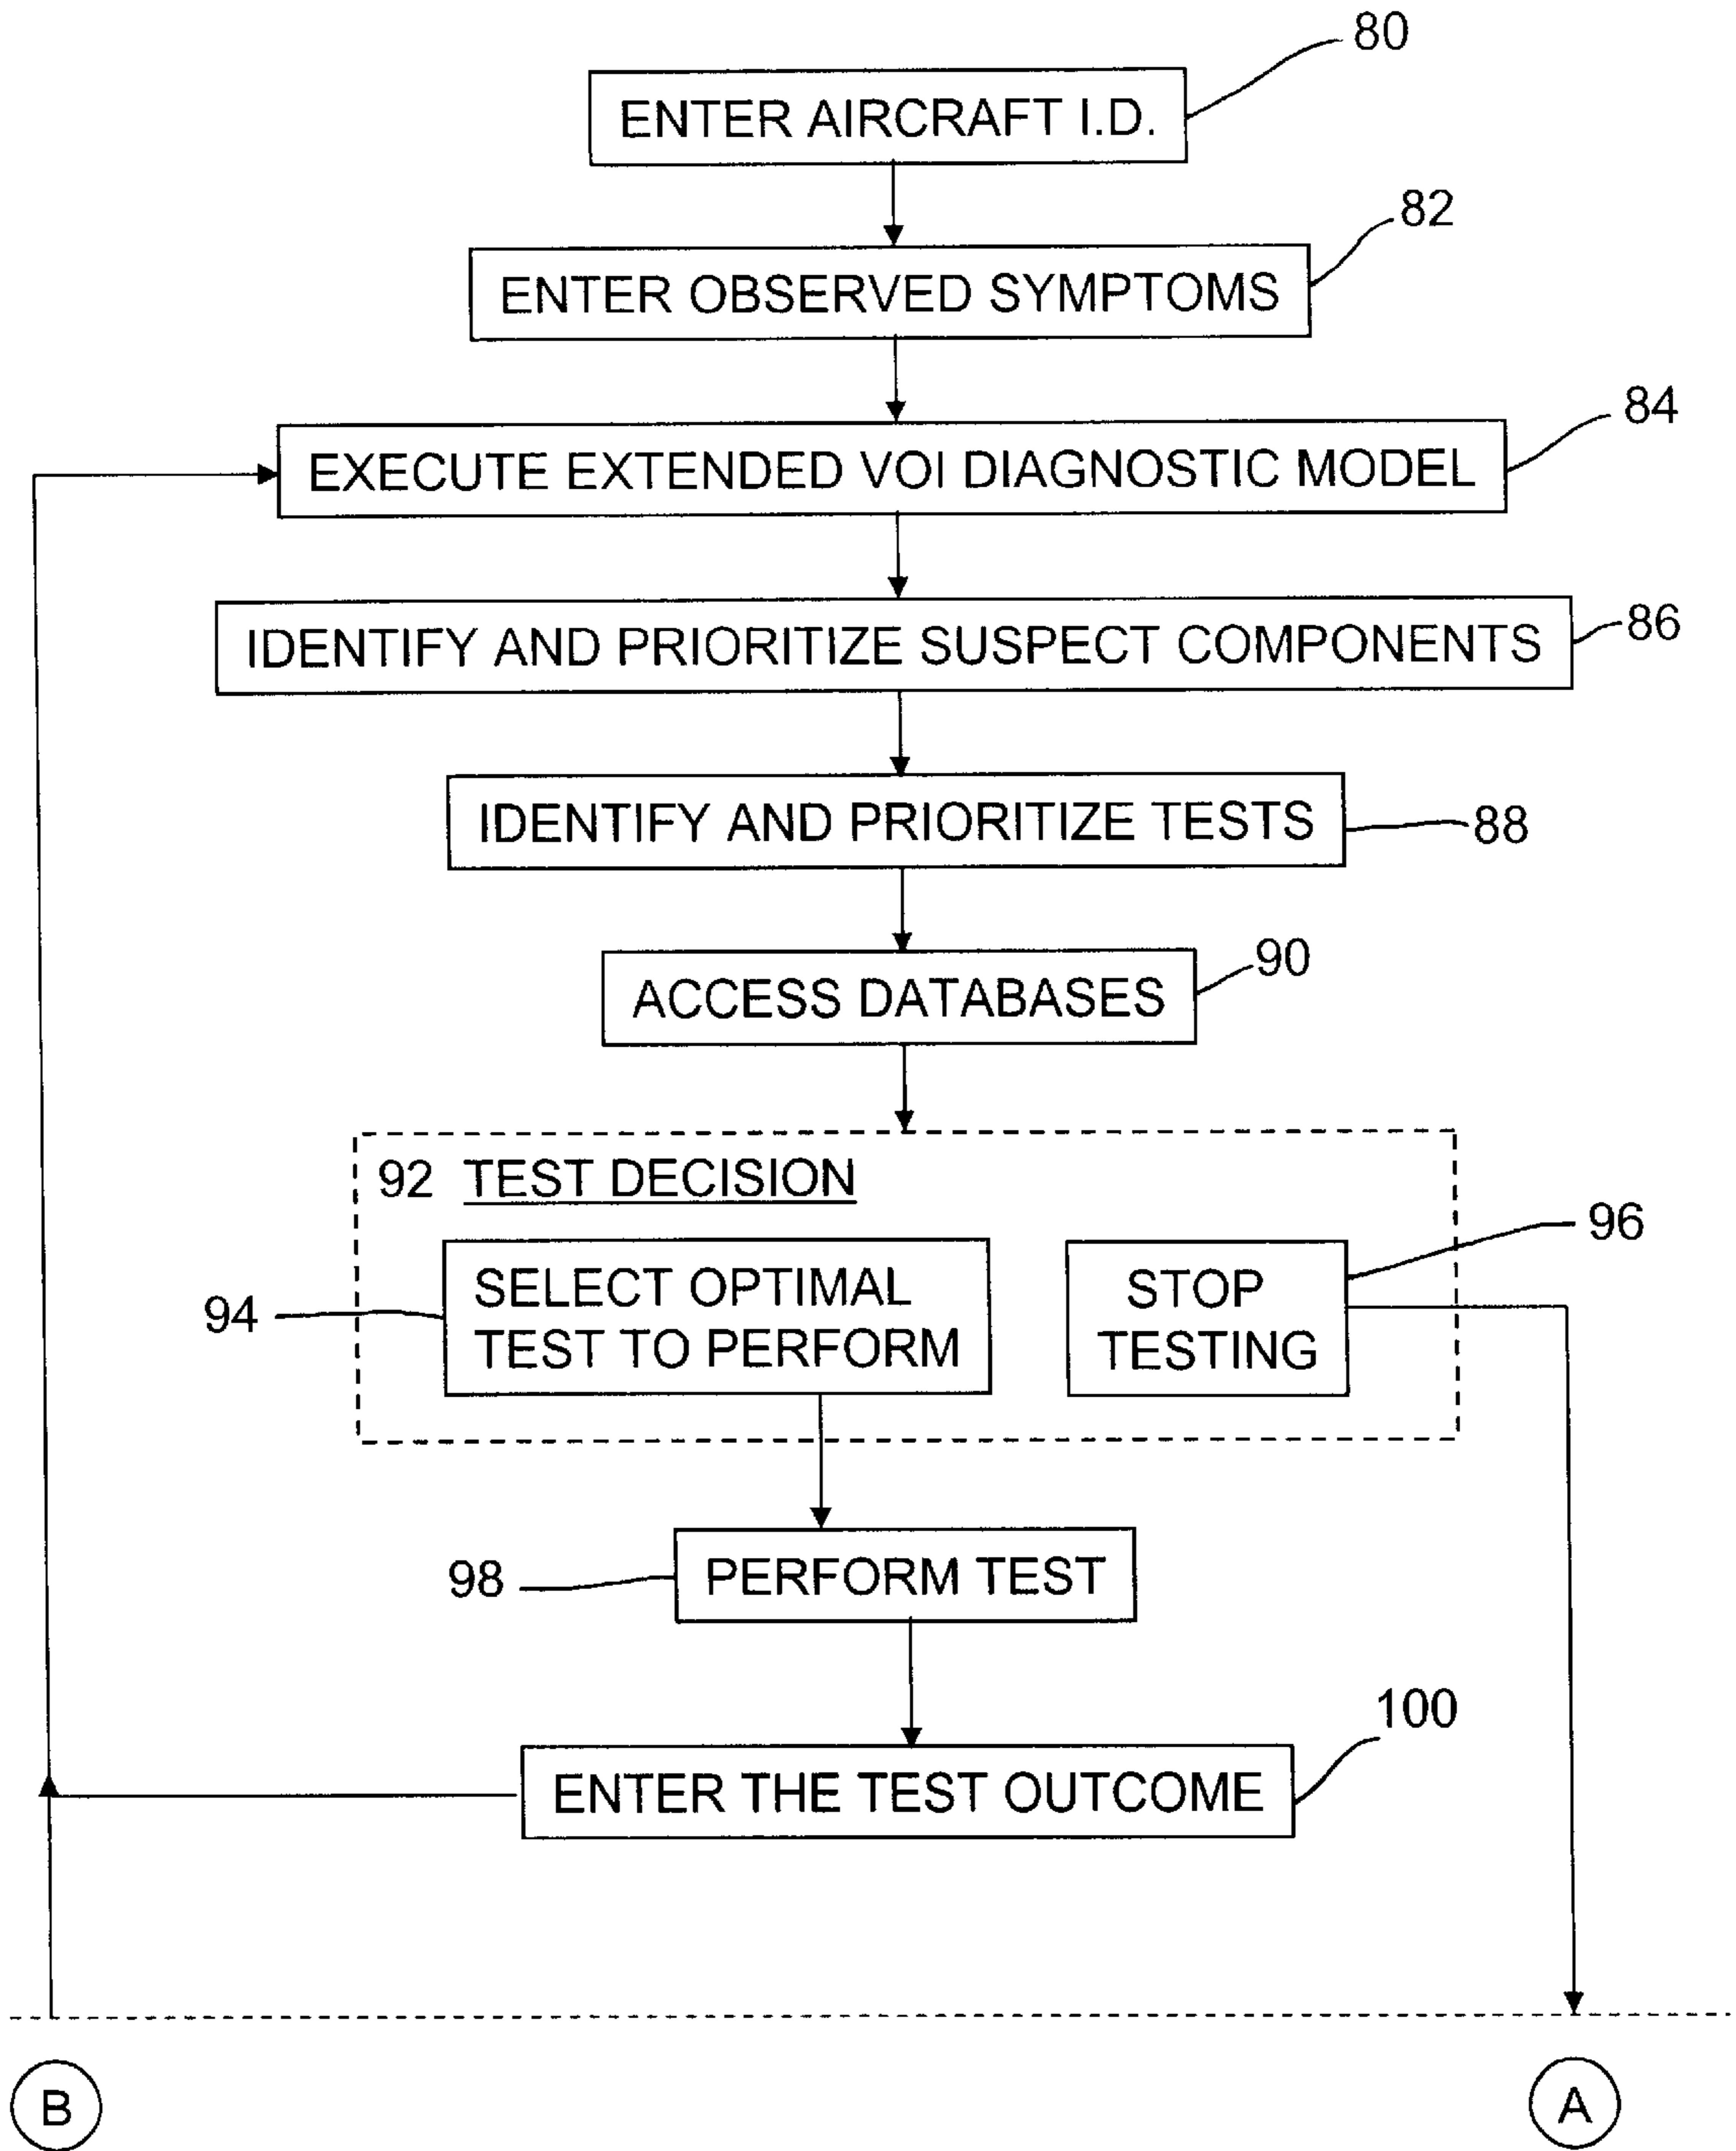 80
ENTER AIRCRAFT I.D.
82
ENTER OBSERVED SYMPTOMS
84
EXECUTE EXTENDED VOI DIAGNOSTIC MODEL
86
IDENTIFY AND PRIORITIZE SUSPECT COMPONENTS
IDENTIFY AND PRIORITIZE TESTS
88
90
ACCESS DATABASES
92 TEST DECISION
96
94
SELECT OPTIMAL
TEST TO PERFORM
STOP
TESTING
98
PERFORM TEST
100
ENTER THE TEST OUTCOME
B
A